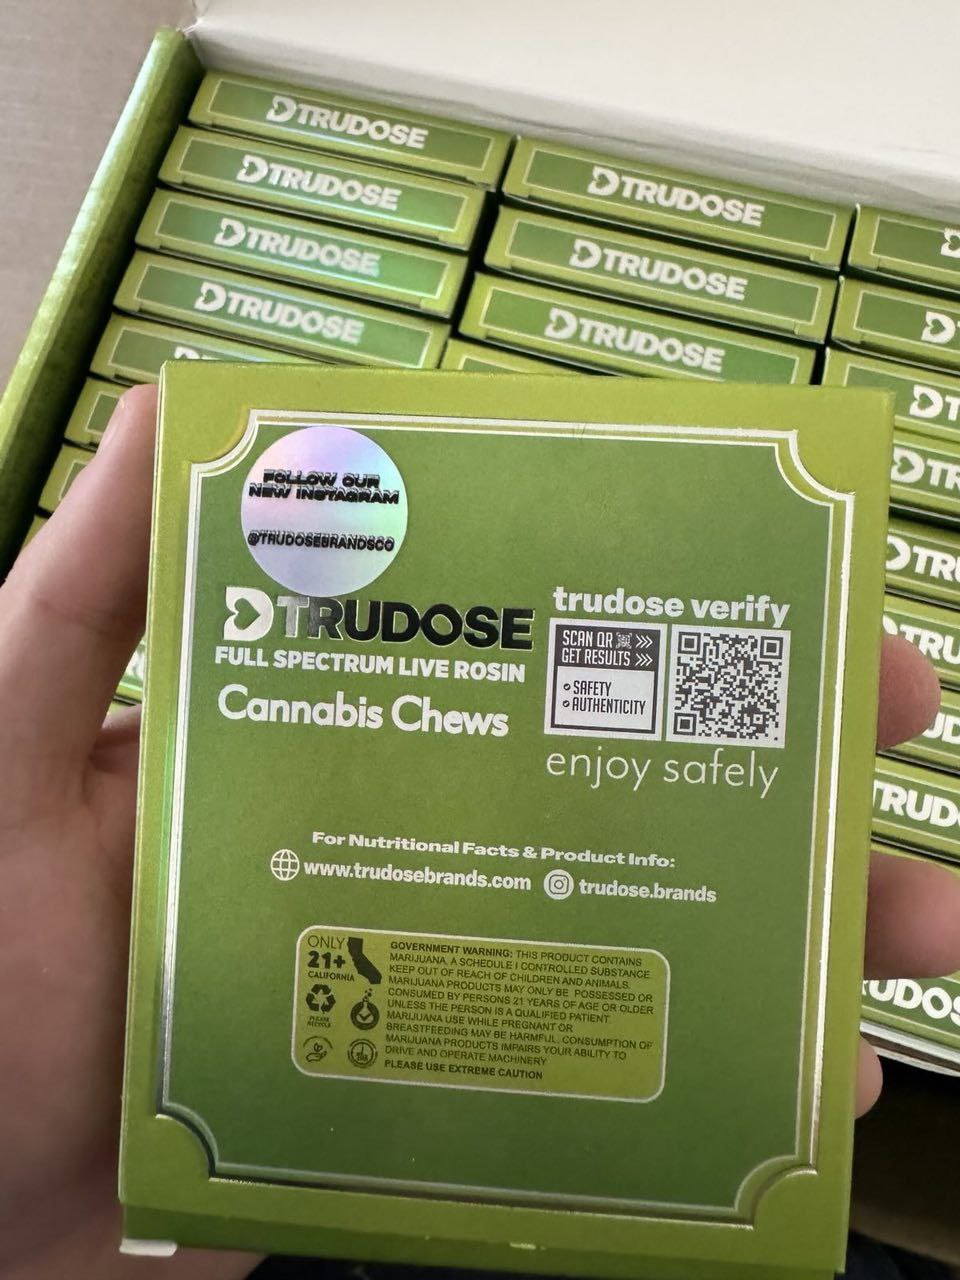 TRUDOSE
TRUDOSE
TRUDOSE
TRUDOSE
TRUDOSE
TRUDOSE
TRUDOSE
FOLLOW OUR
NEW INSTAGRAM
@TRUDOSEBRANDSCO
TRUDOSE
FULL SPECTRUM LIVE ROSIN
Cannabis Chews
trudose verify
SCAN QR >>>
GET RESULTS >>>
SAFETY
AUTHENTICITY
enjoy safely
For Nutritional Facts & Product Info:
www.trudosebrands.com trudose.brands
ONLY
21+
CALIFORNIA
PLEASE
RECYCLE
GOVERNMENT WARNING: THIS PRODUCT CONTAINS
MARIJUANA, A SCHEDULE I CONTROLLED SUBSTANCE.
KEEP OUT OF REACH OF CHILDREN AND ANIMALS.
MARIJUANA PRODUCTS MAY ONLY BE POSSESSED OR
CONSUMED BY PERSONS 21 YEARS OF AGE OR OLDER
UNLESS THE PERSON IS A QUALIFIED PATIENT.
MARIJUANA USE WHILE PREGNANT OR
BREASTFEEDING MAY BE HARMFUL. CONSUMPTION OF
MARIJUANA PRODUCTS IMPAIRS YOUR ABILITY TO
DRIVE AND OPERATE MACHINERY
PLEASE USE EXTREME CAUTION